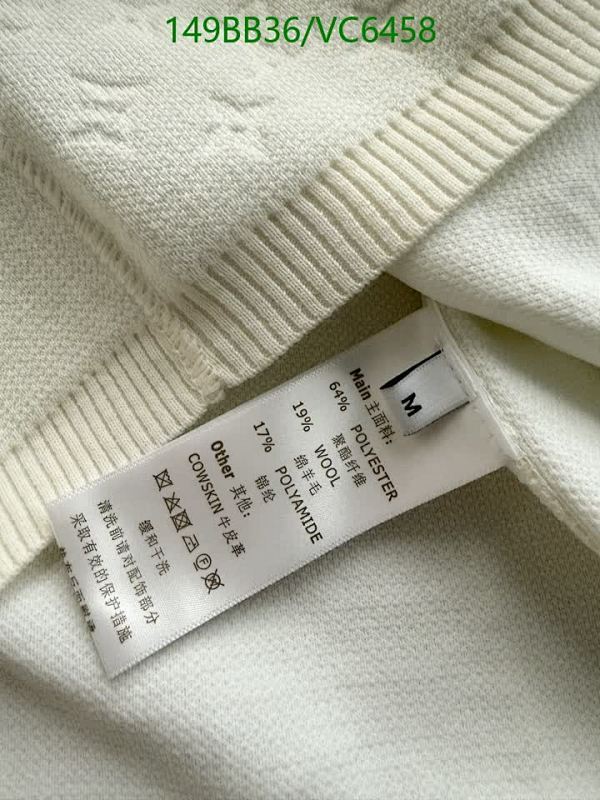 149BB36/VC6458
M
Main 主面料:
64% POLYESTER
聚酯纤维
19% WOOL
绵羊毛
17% POLYAMIDE
锦纶
Other 其他:
COWSKIN 牛皮革
缓和干洗
清洗前请对配饰部分
采取有效的保护措施